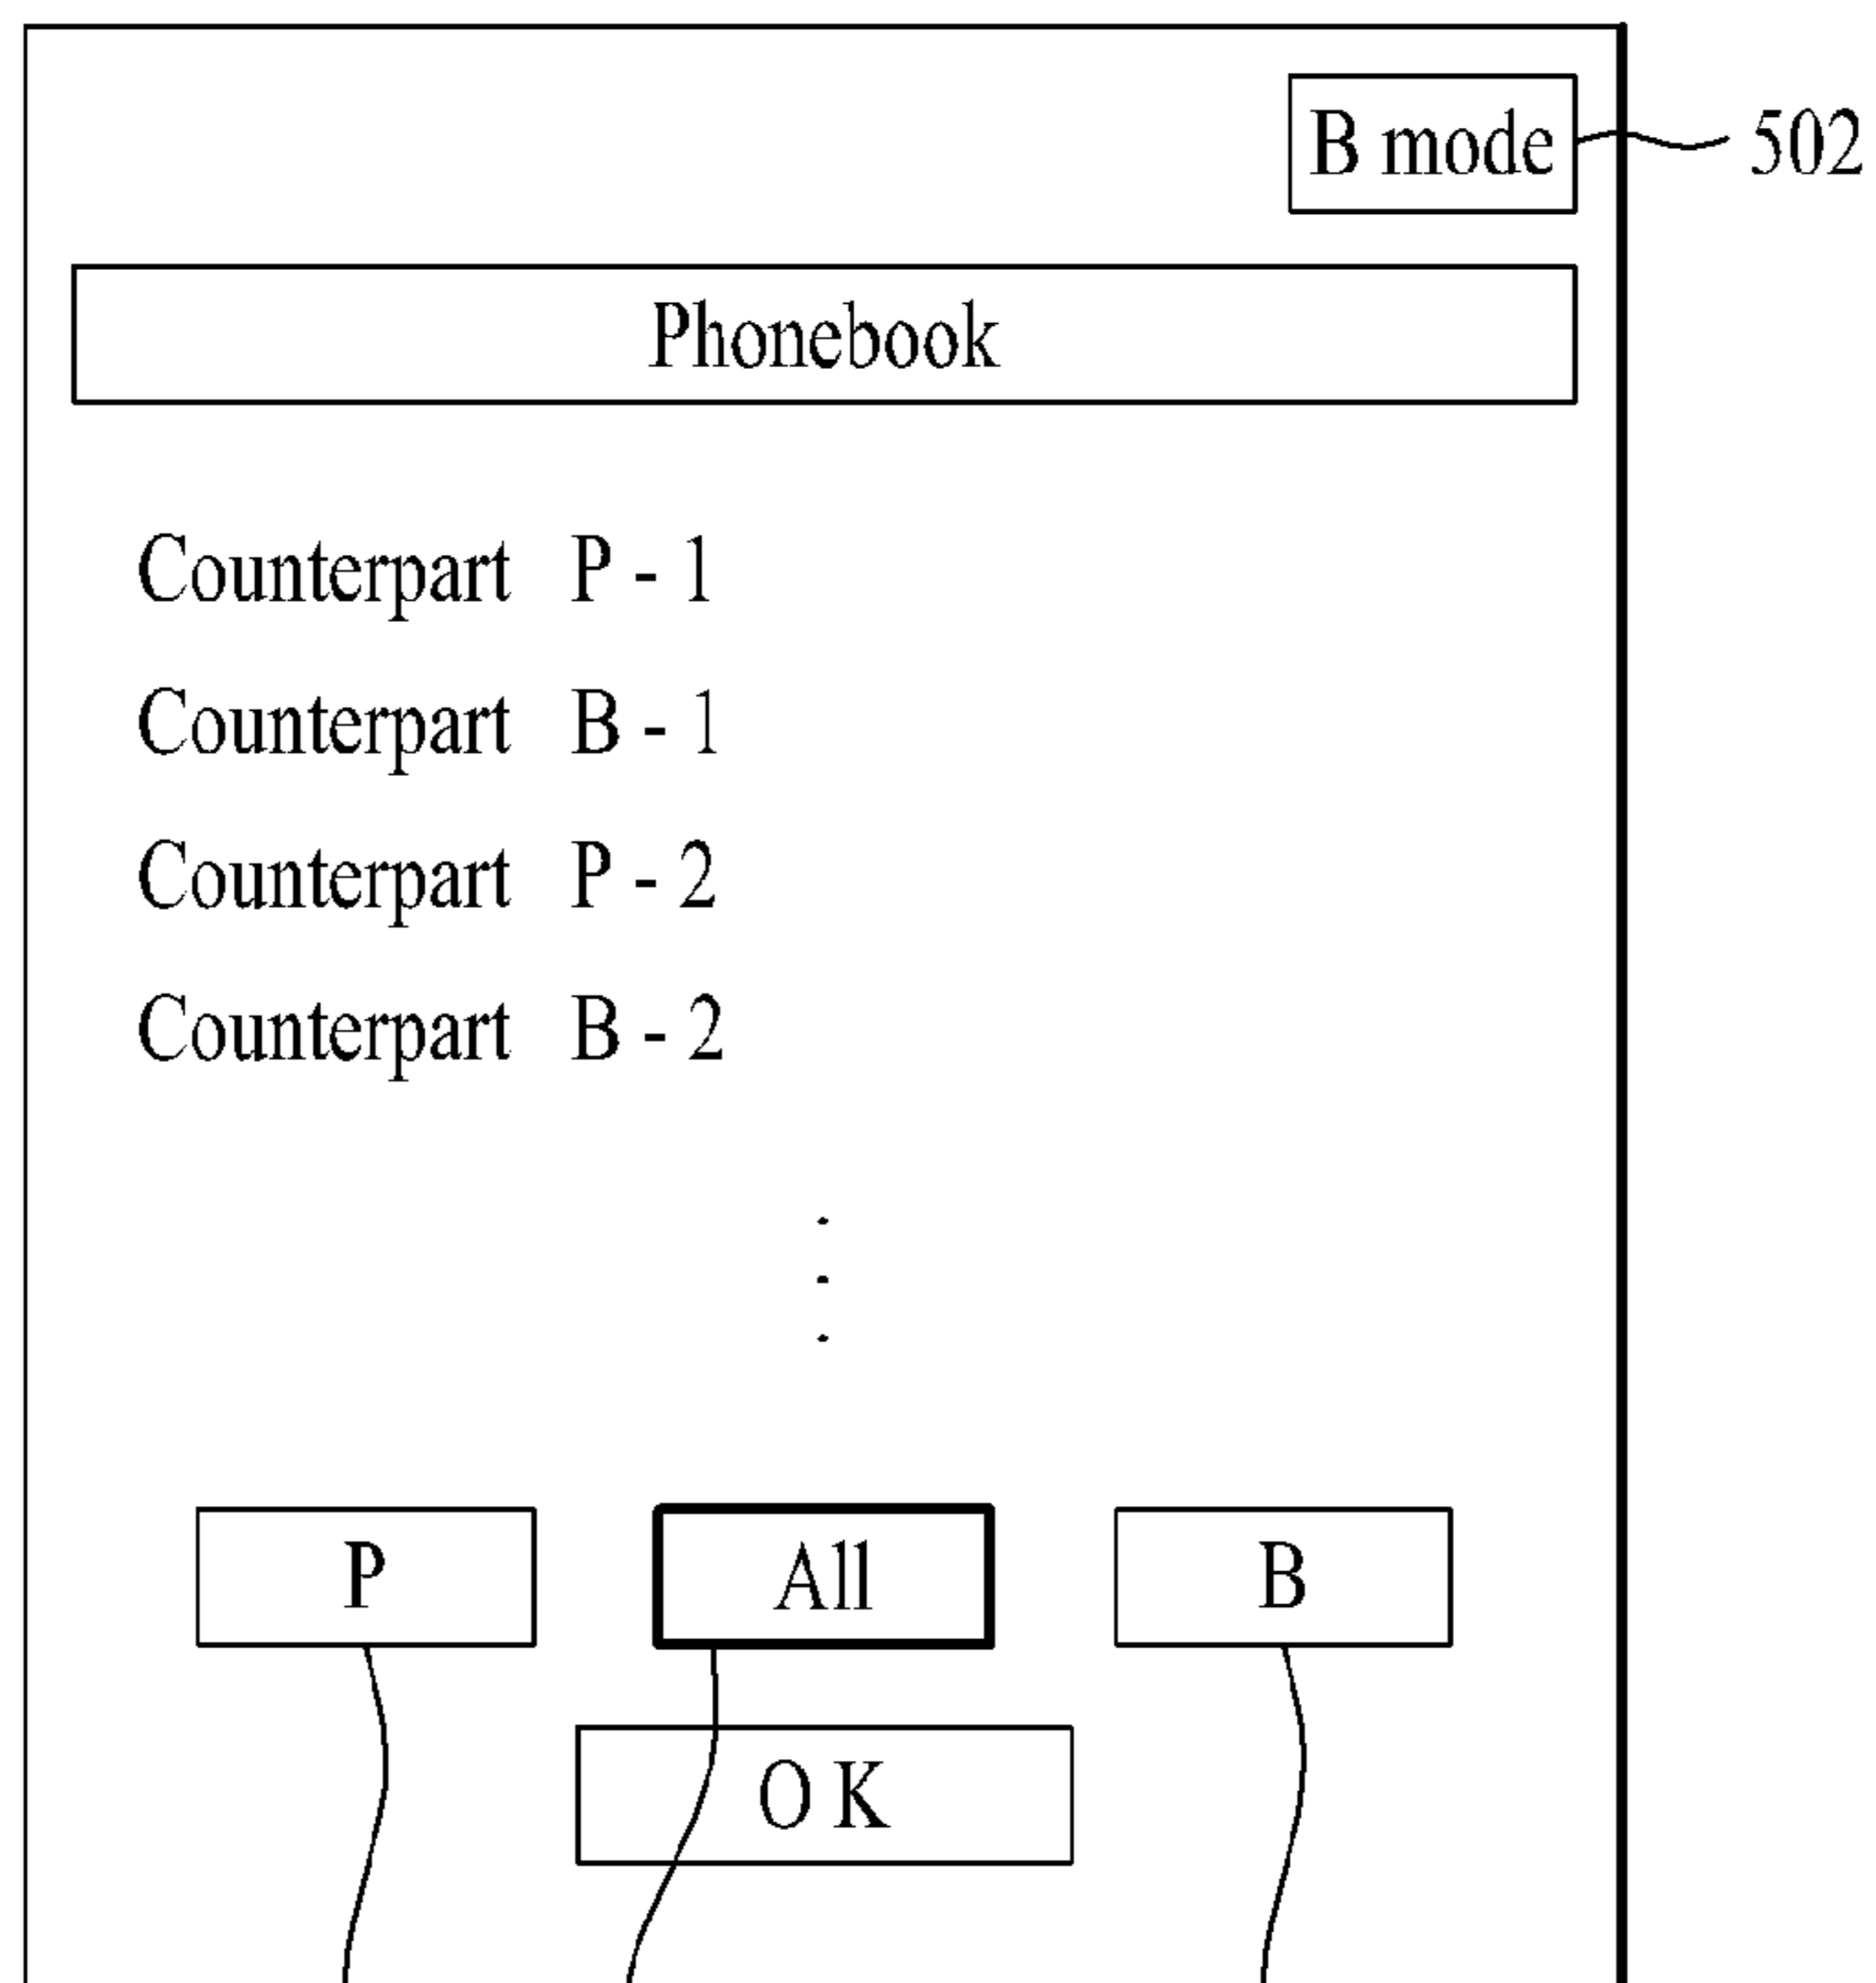 B mode 502
Phonebook
Counterpart P - 1
Counterpart B - 1
Counterpart P - 2
Counterpart B - 2
P All B
OK